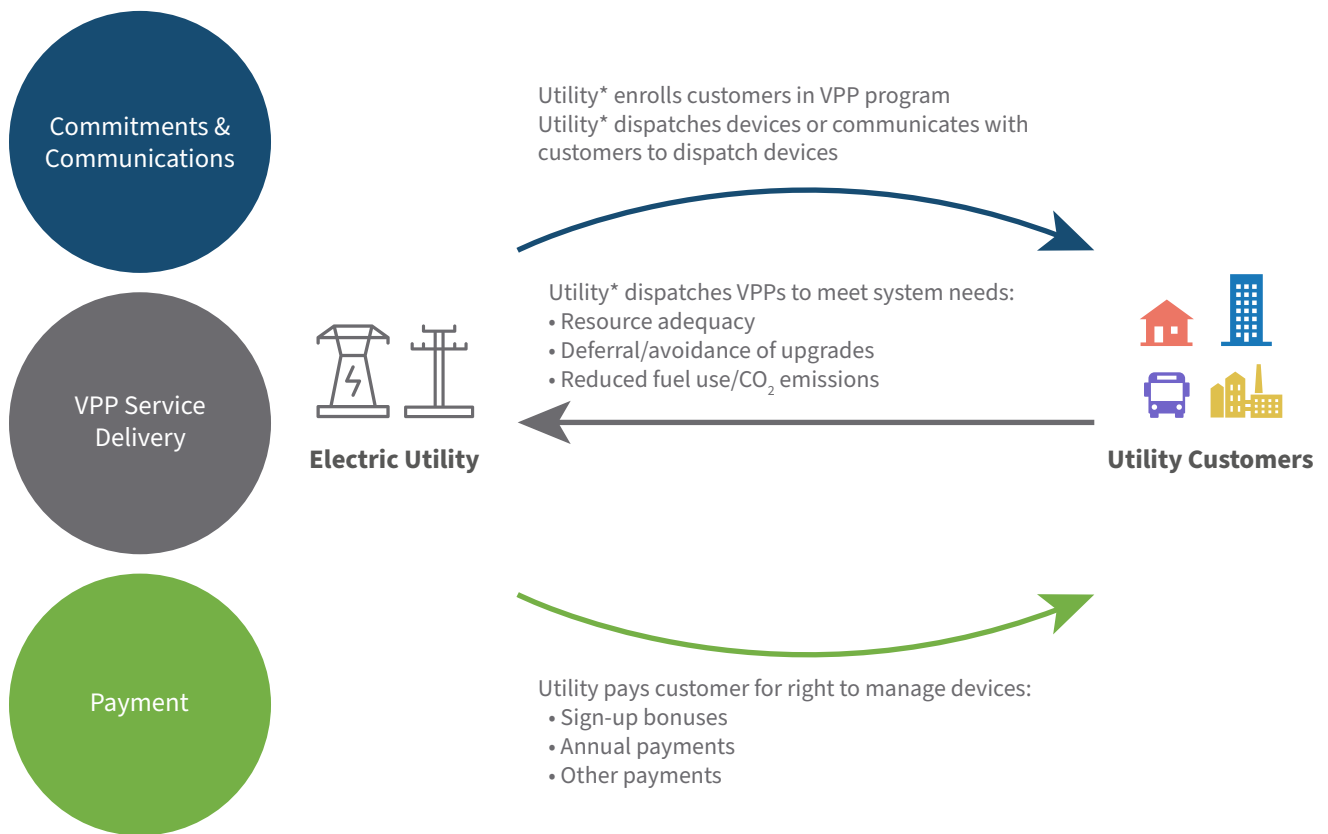 Commitments &
Communications
Utility* enrolls customers in VPP program
Utility* dispatches devices or communicates with
customers to dispatch devices
VPP Service
Delivery
Electric Utility
Utility* dispatches VPPs to meet system needs:
• Resource adequacy
• Deferral/avoidance of upgrades
• Reduced fuel use/CO₂ emissions
Utility Customers
Payment
Utility pays customer for right to manage devices:
• Sign-up bonuses
• Annual payments
• Other payments